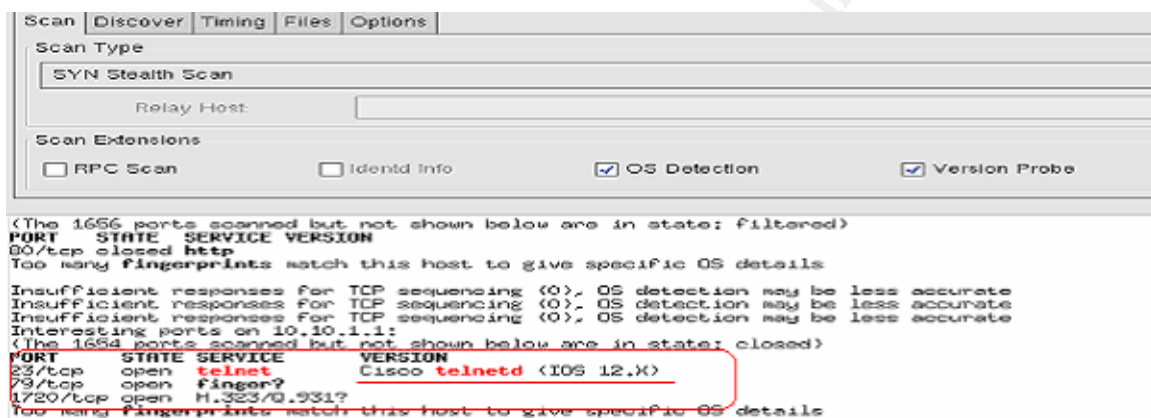 Scan Discover Timing Files Options
Scan Type
SYN Stealth Scan
Relay Host:
Scan Extensions
RPC Scan Identd Info OS Detection Version Probe
(The 1656 ports scanned but not shown below are in state: filtered)
PORT STATE SERVICE VERSION
80/tcp closed http
Too many fingerprints match this host to give specific OS details
Insufficient responses for TCP sequencing (0), OS detection may be less accurate
Insufficient responses for TCP sequencing (0), OS detection may be less accurate
Insufficient responses for TCP sequencing (0), OS detection may be less accurate
Interesting ports on 10.10.1.1:
(The 1654 ports scanned but not shown below are in state: closed)
PORT STATE SERVICE VERSION
23/tcp open telnet Cisco telnetd (IOS 12.X)
79/tcp open finger?
1720/tcp open H.323/Q.931?
Too many fingerprints match this host to give specific OS details